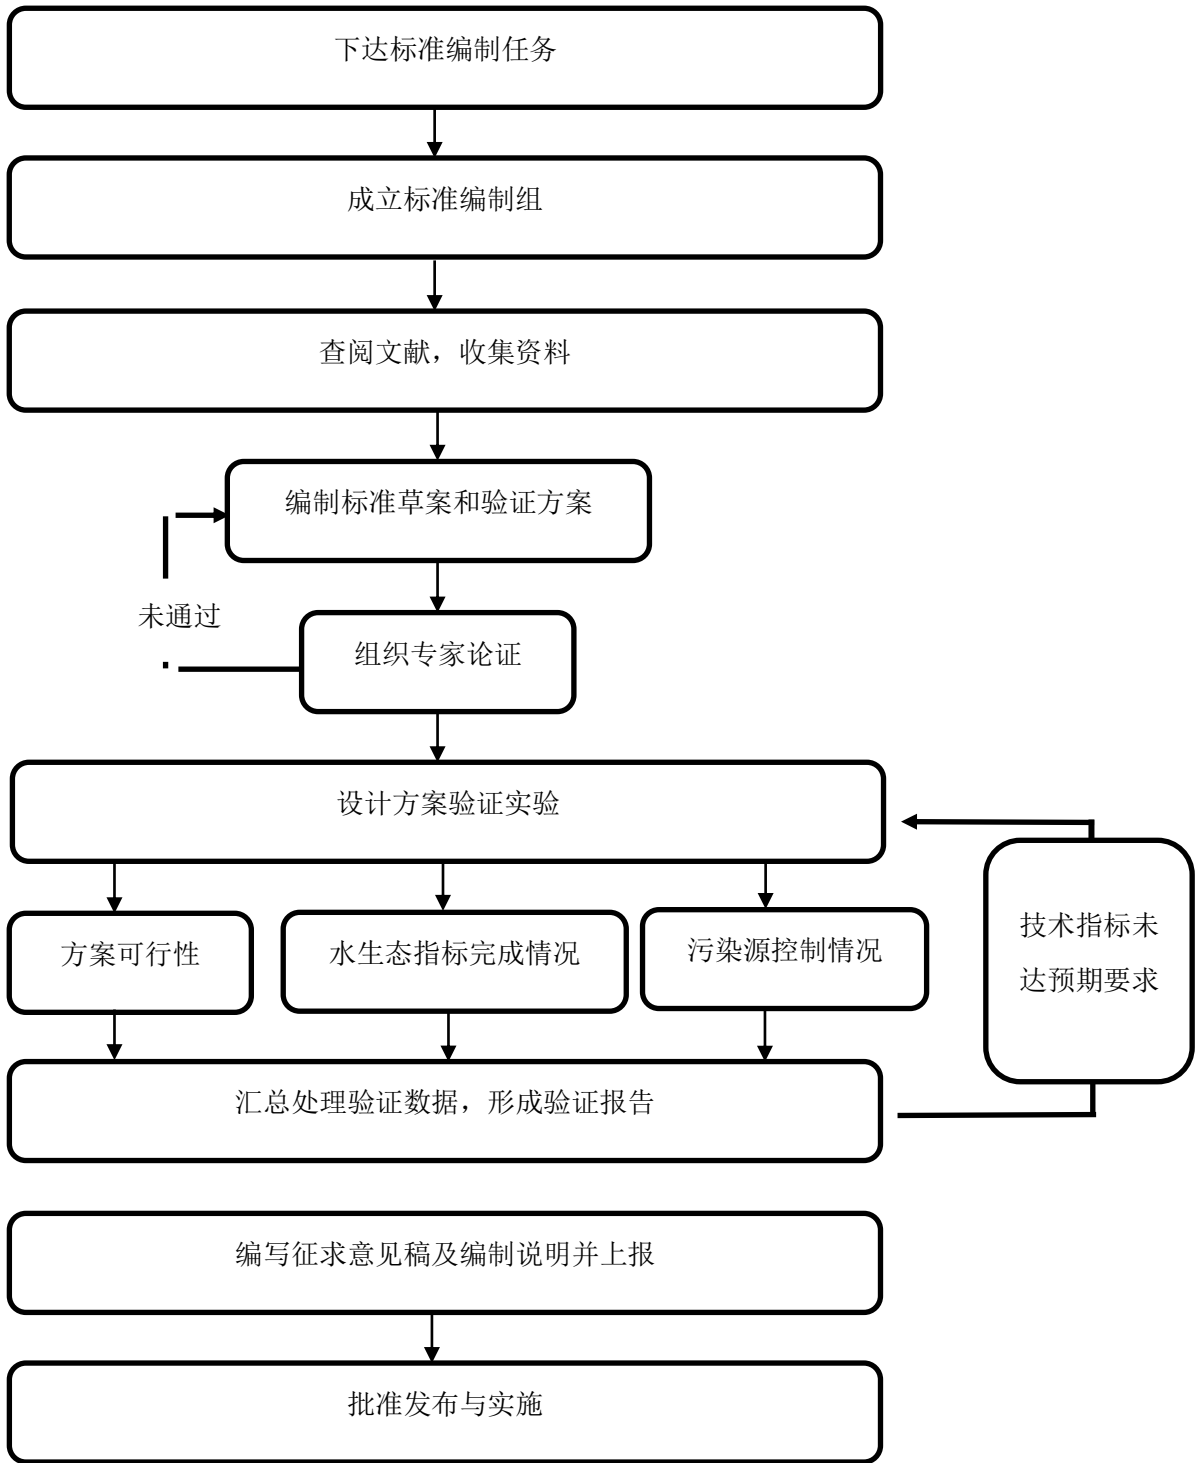 下达标准编制任务
成立标准编制组
查阅文献，收集资料
编制标准草案和验证方案
未通过
组织专家论证
设计方案验证实验
方案可行性
水生态指标完成情况
污染源控制情况
技术指标未
达预期要求
汇总处理验证数据，形成验证报告
编写征求意见稿及编制说明并上报
批准发布与实施